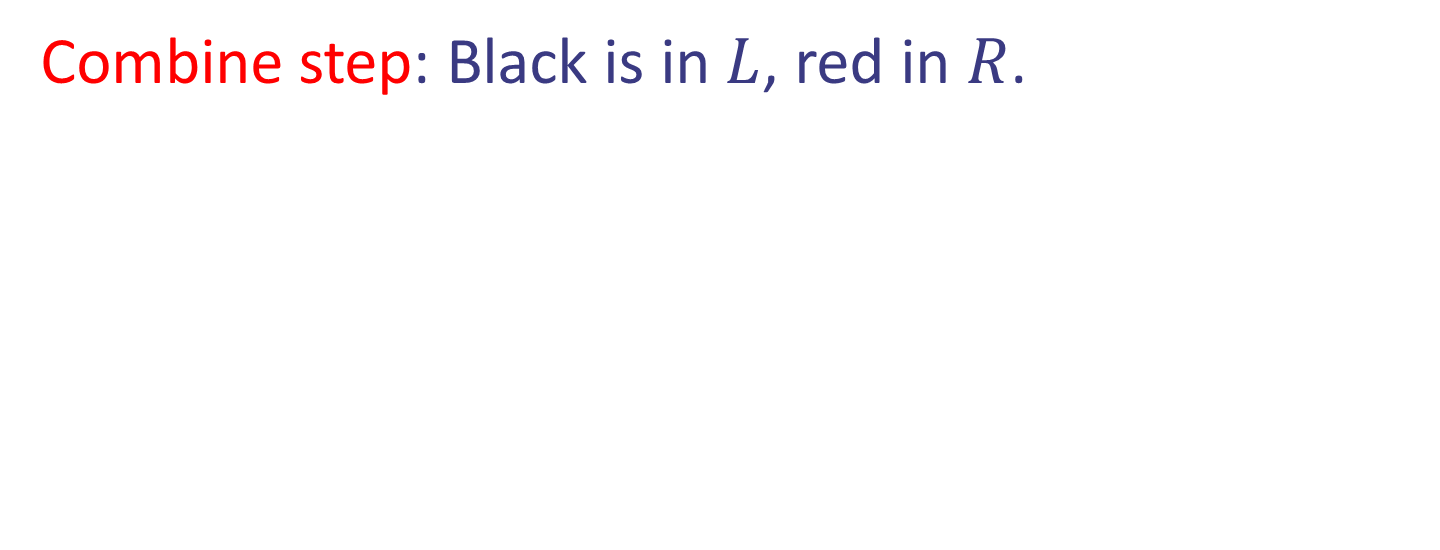 Combine step: Black is in L, red in R.